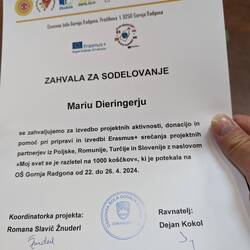 Osnovna šola Gornja Radgona, Prežihova 1, 9250 Gornja Radgona
Erasmus+
ZAHVALA ZA SODELOVANJE
Mariu Dieringerju
se zahvaljujemo za izvedbo projektnih aktivnosti, donacijo in
pomoč pri pripravi in izvedbi Erasmus+ srečanja projektnih
partnerjev iz Poljske, Romunije, Turčije in Slovenije z naslovom
»Moj svet se je razletel na 1000 koščkov«, ki je potekala na
OŠ Gornja Radgona od 22. do 26. 4. 2024.
Koordinatorka projekta:
Romana Slavič Žnuderl
Ravnatelj:
Dejan Kokol